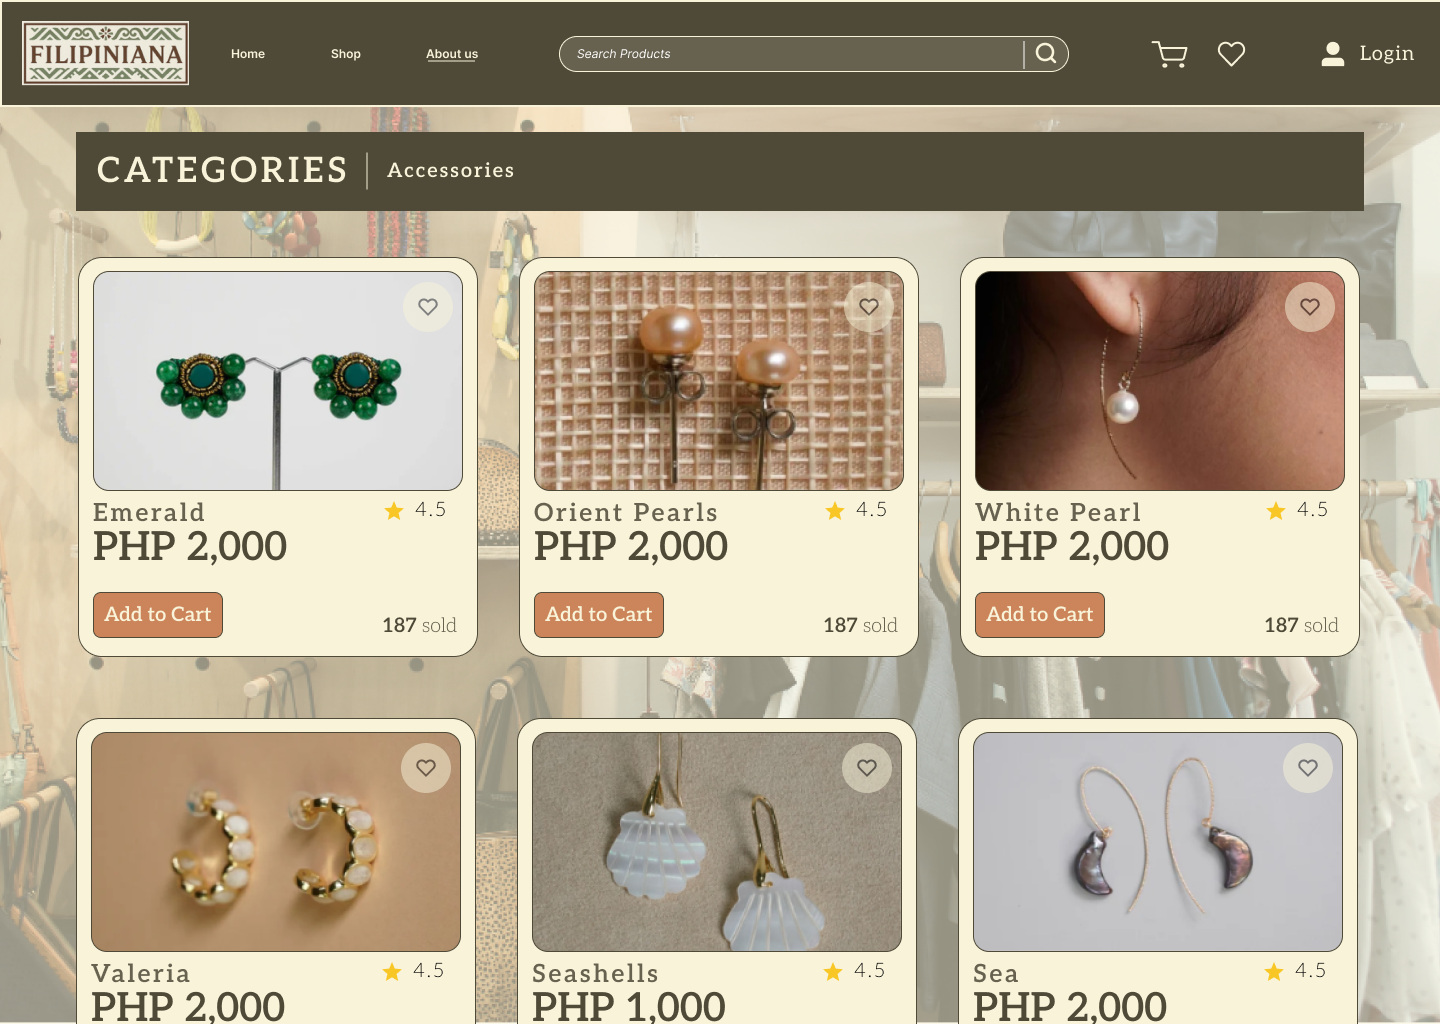 FILIPINIANA
Home
Shop
About us
Search Products
Login
CATEGORIES
Accessories
Emerald
4.5
PHP 2,000
Add to Cart
187 sold
Orient Pearls
4.5
PHP 2,000
Add to Cart
187 sold
White Pearl
4.5
PHP 2,000
Add to Cart
187 sold
Valeria
4.5
PHP 2,000
Seashells
4.5
PHP 1,000
Sea
4.5
PHP 2,000